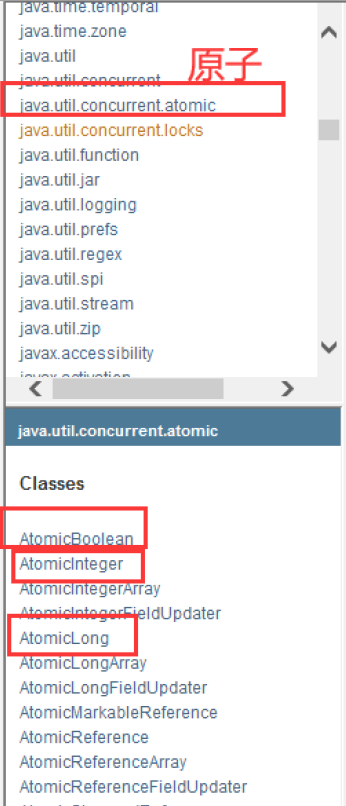 java.time.temporal
java.time.zone
java.util
java.util.concurrent
原子
java.util.concurrent.atomic
java.util.concurrent.locks
java.util.function
java.util.jar
java.util.logging
java.util.prefs
java.util.regex
java.util.spi
java.util.stream
java.util.zip
javax.accessibility
javax.activation
java.util.concurrent.atomic
Classes
AtomicBoolean
AtomicInteger
AtomicIntegerArray
AtomicIntegerFieldUpdater
AtomicLong
AtomicLongArray
AtomicLongFieldUpdater
AtomicMarkableReference
AtomicReference
AtomicReferenceArray
AtomicReferenceFieldUpdater